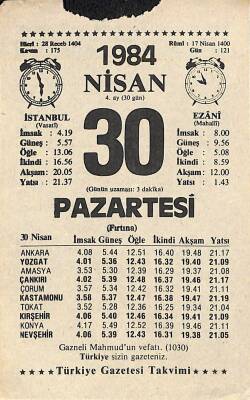 Hicrî : 28 Receb 1404
Kasım : 175
1984
NİSAN
4. ay (30 gün)
Rûmî : 17 Nisan 1400
Gün : 121
İSTANBUL
(Vasatî)
İmsak : 4.19
Güneş : 5.57
Öğle : 13.06
İkindi : 16.56
Akşam : 20.05
Yatsı : 21.37
30
EZÂNÎ
(Mahallî)
İmsak : 8.00
Güneş : 9.56
Öğle : 5.08
İkindi : 8.59
Akşam : 12.00
Yatsı : 1.43
(Günün uzaması: 3 dakika)
PAZARTESİ
(Fırtına)
30 Nisan İmsak Güneş Öğle İkindi Akşam Yatsı
ANKARA 4.08 5.44 12.51 16.40 19.48 21.17
YOZGAT 4.01 5.36 12.43 16.32 19.40 21.09
AMASYA 3.53 5.30 12.39 16.29 19.38 21.11
ÇANKIRI 4.02 5.39 12.48 16.37 19.46 21.17
ÇORUM 3.57 5.34 12.42 16.32 19.41 21.11
KASTAMONU 3.58 5.37 12.47 16.38 19.47 21.19
TOKAT 3.52 5.28 12.36 16.25 19.34 21.04
KIRŞEHİR 4.06 5.40 12.46 16.34 19.41 21.09
KONYA 4.17 5.49 12.52 16.39 19.46 21.11
NEVŞEHİR 4.06 5.39 12.43 16.31 19.38 21.05
Gazneli Mahmud'un vefatı. (1030)
Türkiye sizin gazeteniz.
★★★★ Türkiye Gazetesi Takvimi ★★★★